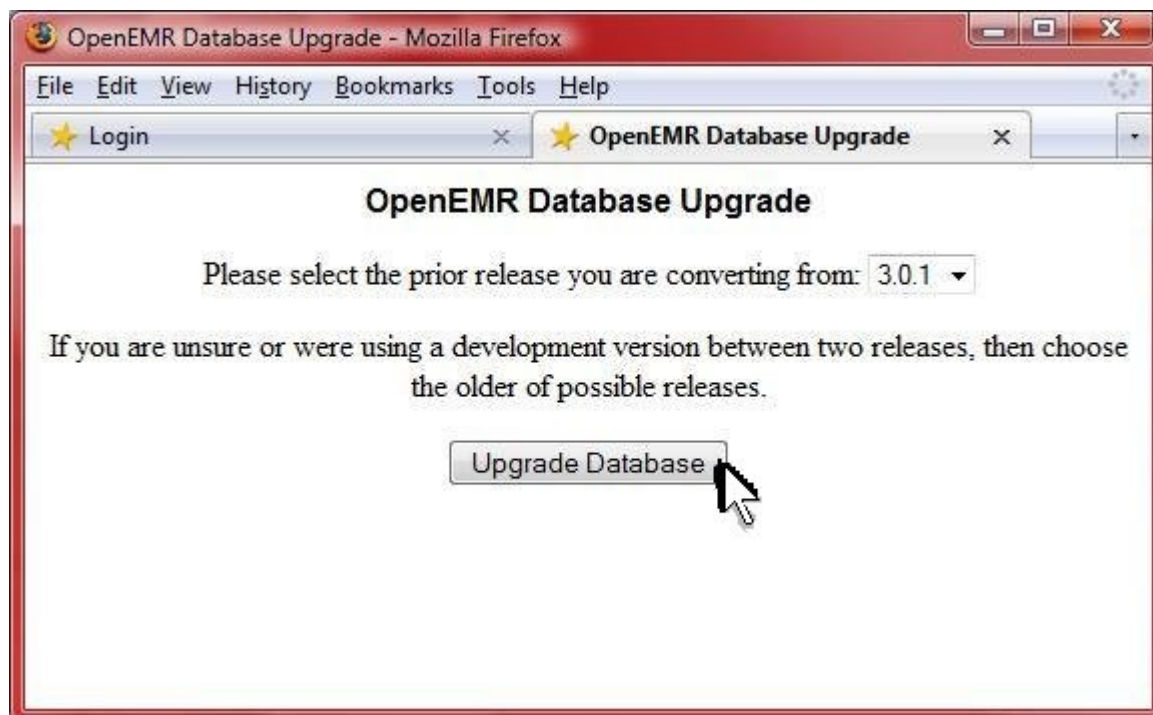 OpenEMR Database Upgrade - Mozilla Firefox
File Edit View History Bookmarks Tools Help
Login OpenEMR Database Upgrade
OpenEMR Database Upgrade
Please select the prior release you are converting from: 3.0.1
If you are unsure or were using a development version between two releases, then choose
the older of possible releases.
Upgrade Database